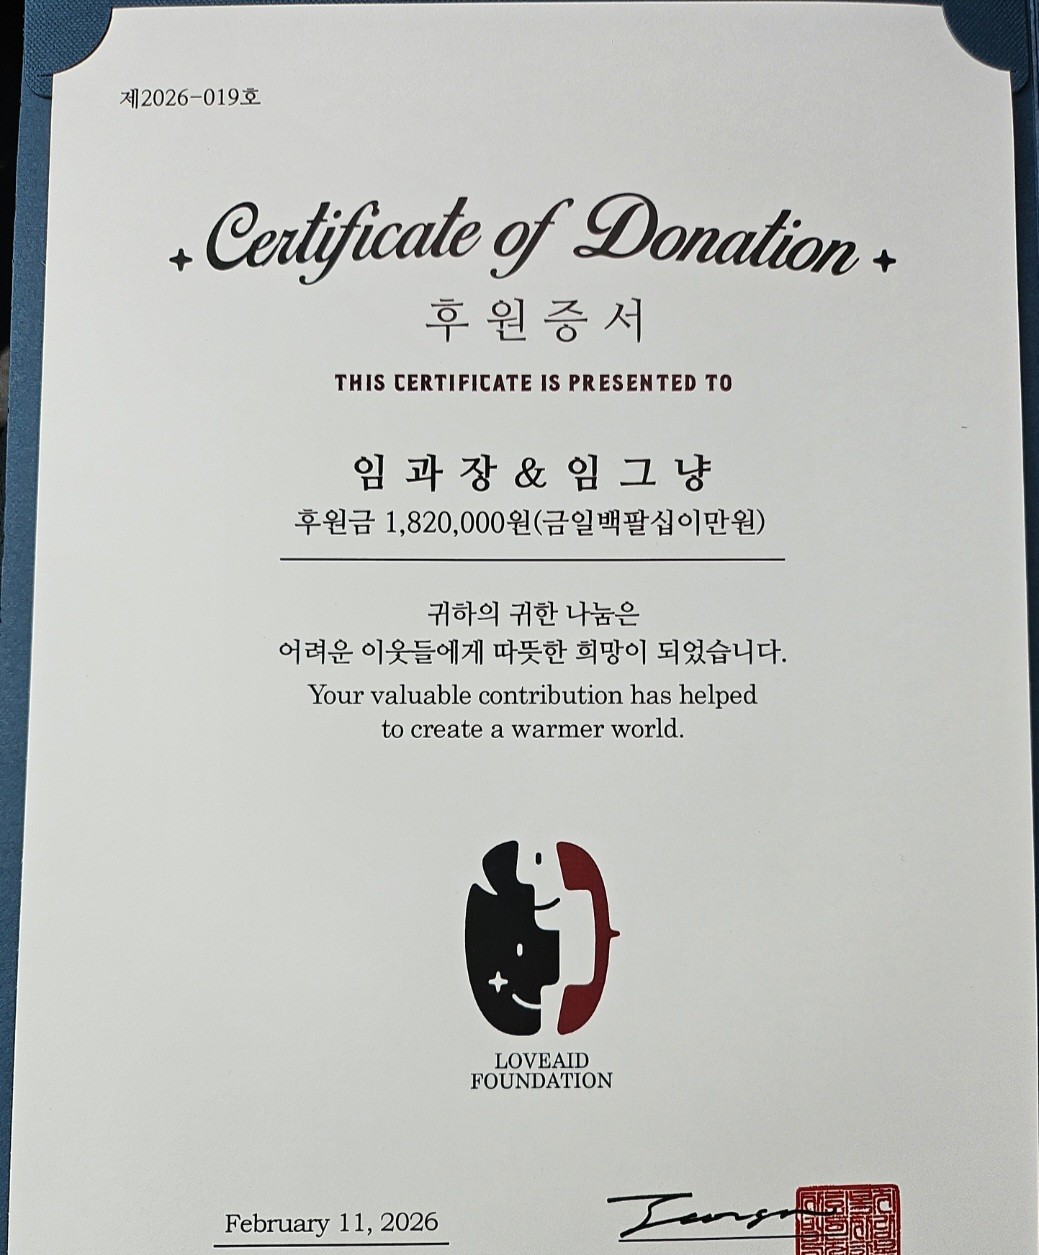 제2026-019호
Certificate of Donation
후원증서
THIS CERTIFICATE IS PRESENTED TO
임과장 & 임그냥
후원금 1,820,000원(금일백팔십이만원)
귀하의 귀한 나눔은
어려운 이웃들에게 따뜻한 희망이 되었습니다.
Your valuable contribution has helped
to create a warmer world.
LOVEAID
FOUNDATION
February 11, 2026